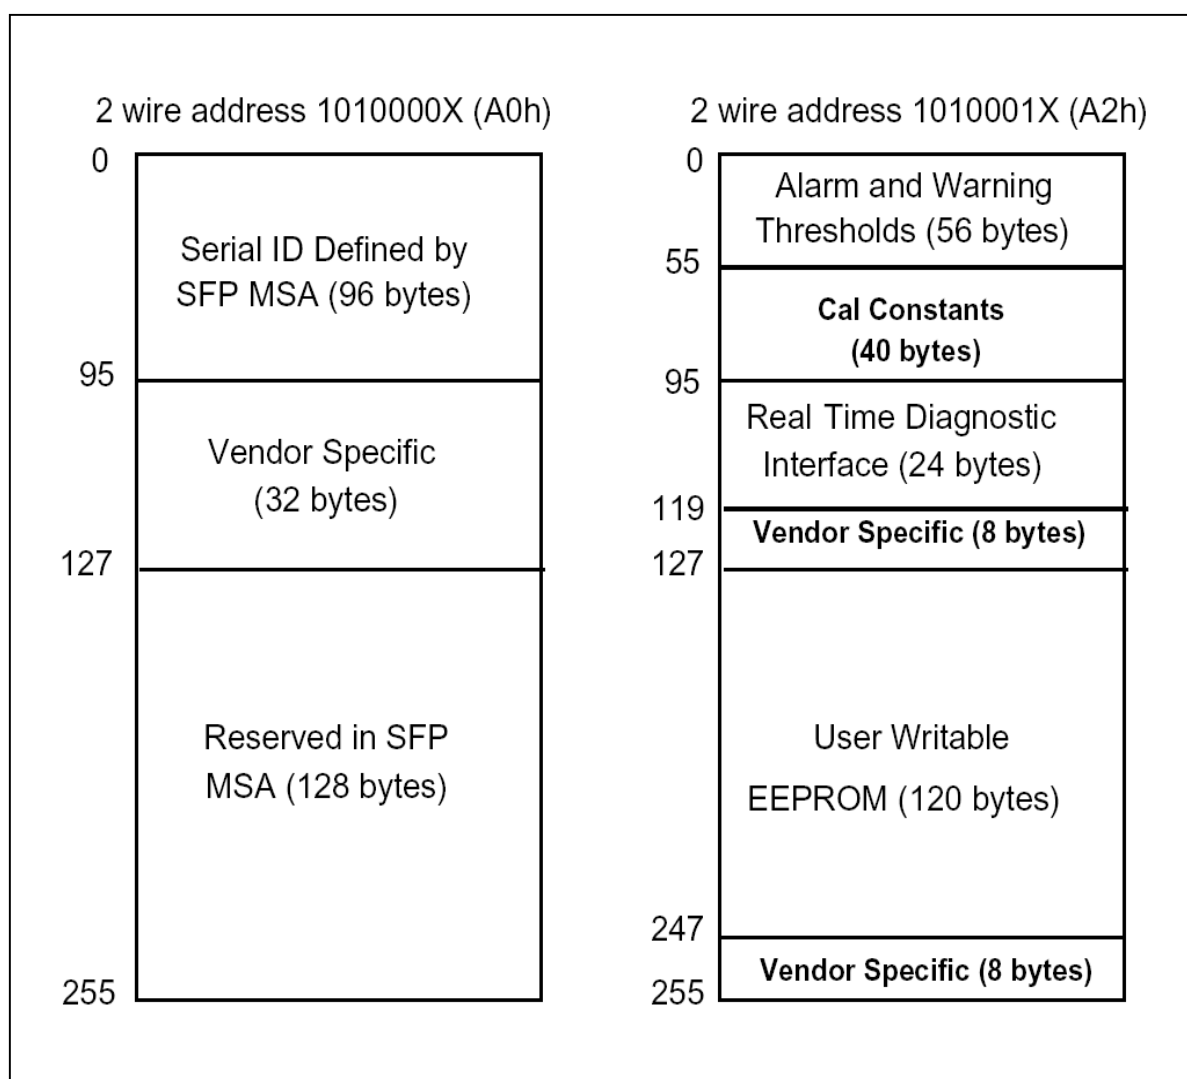 2 wire address 1010000X (A0h)
0
Serial ID Defined by
SFP MSA (96 bytes)
95
Vendor Specific
(32 bytes)
127
Reserved in SFP
MSA (128 bytes)
255
2 wire address 1010001X (A2h)
0
Alarm and Warning
Thresholds (56 bytes)
55
Cal Constants
(40 bytes)
95
Real Time Diagnostic
Interface (24 bytes)
119
Vendor Specific (8 bytes)
127
User Writable
EEPROM (120 bytes)
247
Vendor Specific (8 bytes)
255